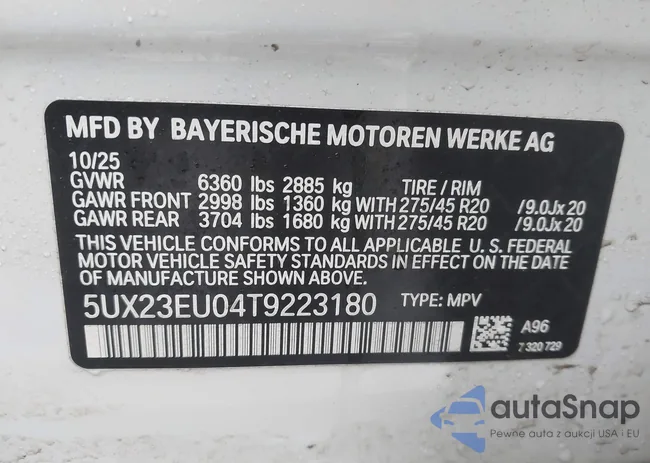 MFD BY BAYERISCHE MOTOREN WERKE AG
10/25
GVWR 6360 lbs 2885 kg TIRE / RIM
GAWR FRONT 2998 lbs 1360 kg WITH 275/45 R20 /9.0Jx20
GAWR REAR 3704 lbs 1680 kg WITH 275/45 R20 /9.0Jx20
THIS VEHICLE CONFORMS TO ALL APPLICABLE U. S. FEDERAL
MOTOR VEHICLE SAFETY STANDARDS IN EFFECT ON THE DATE
OF MANUFACTURE SHOWN ABOVE.
5UX23EU04T9223180 TYPE: MPV
A96
7 320 729
autaSnap
Pewne auta z aukcji USA i EU